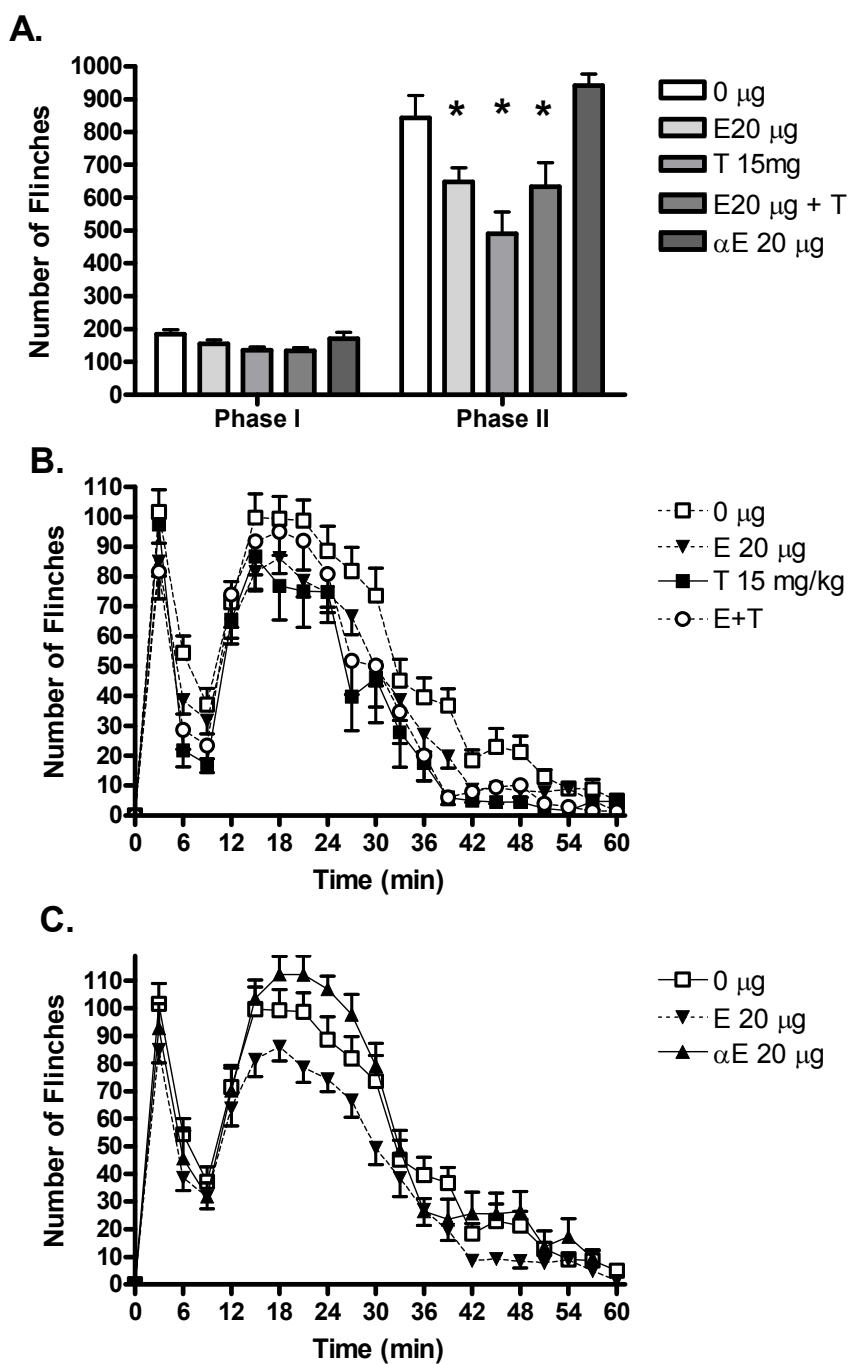 A.
1000
900
800
700
600
500
400
300
200
100
0
Number of Flinches
* * *
Phase I Phase II
0 µg
E20 µg
T 15mg
E20 µg + T
αE 20 µg
B.
110
100
90
80
70
60
50
40
30
20
10
0
Number of Flinches
0 6 12 18 24 30 36 42 48 54 60
Time (min)
0 µg
E 20 µg
T 15 mg/kg
E+T
C.
110
100
90
80
70
60
50
40
30
20
10
0
Number of Flinches
0 6 12 18 24 30 36 42 48 54 60
Time (min)
0 µg
E 20 µg
αE 20 µg